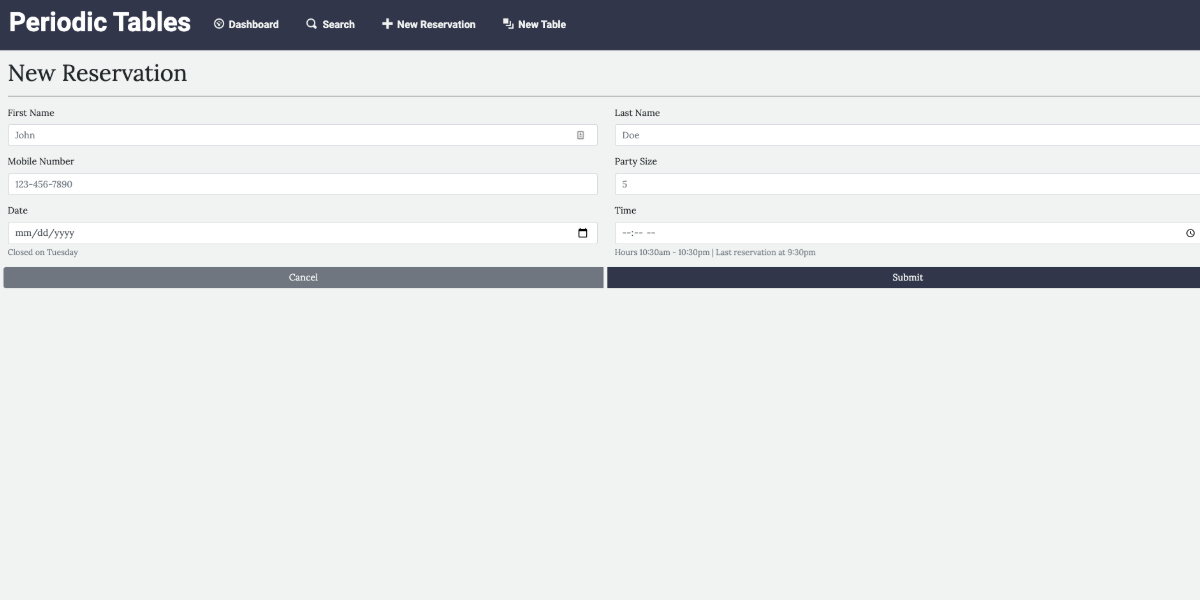 Periodic Tables Dashboard Search New Reservation New Table
New Reservation
First Name Last Name
John Doe
Mobile Number Party Size
123-456-7890 5
Date Time
mm/dd/yyyy --:-- --
Closed on Tuesday Hours 10:30am - 10:30pm | Last reservation at 9:30pm
Cancel Submit